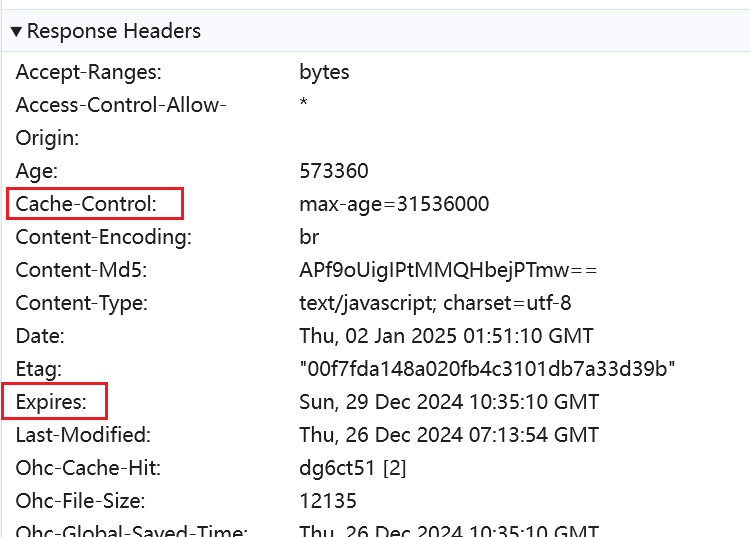 ▼Response Headers
Accept-Ranges: bytes
Access-Control-Allow- *
Origin:
Age: 573360
Cache-Control: max-age=31536000
Content-Encoding: br
Content-Md5: APf9oUigIPtMMQHbejPTmw==
Content-Type: text/javascript; charset=utf-8
Date: Thu, 02 Jan 2025 01:51:10 GMT
Etag: "00f7fda148a020fb4c3101db7a33d39b"
Expires: Sun, 29 Dec 2024 10:35:10 GMT
Last-Modified: Thu, 26 Dec 2024 07:13:54 GMT
Ohc-Cache-Hit: dg6ct51 [2]
Ohc-File-Size: 12135
Ohc-Global-Saved-Time: Thu, 26 Dec 2024 10:35:10 GMT